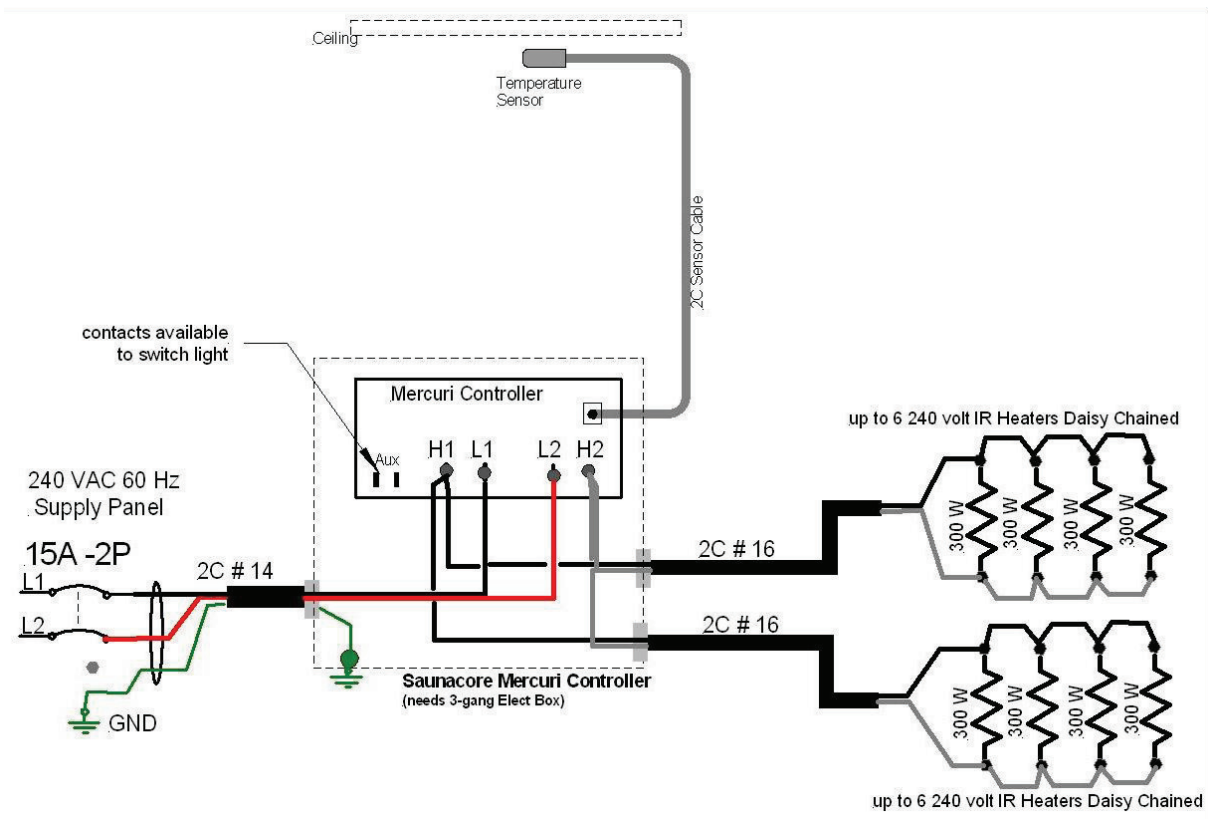 Ceiling
Temperature
Sensor
2C Sensor Cable
contacts available
to switch light
Mercuri Controller
Aux
H1 L1 L2 H2
240 VAC 60 Hz
Supply Panel
15A -2P
L1
L2
GND
2C # 14
Saunacore Mercuri Controller
(needs 3-gang Elect Box)
2C # 16
2C # 16
up to 6 240 volt IR Heaters Daisy Chained
300 W 300 W 300 W 300 W
300 W 300 W 300 W 300 W
up to 6 240 volt IR Heaters Daisy Chained